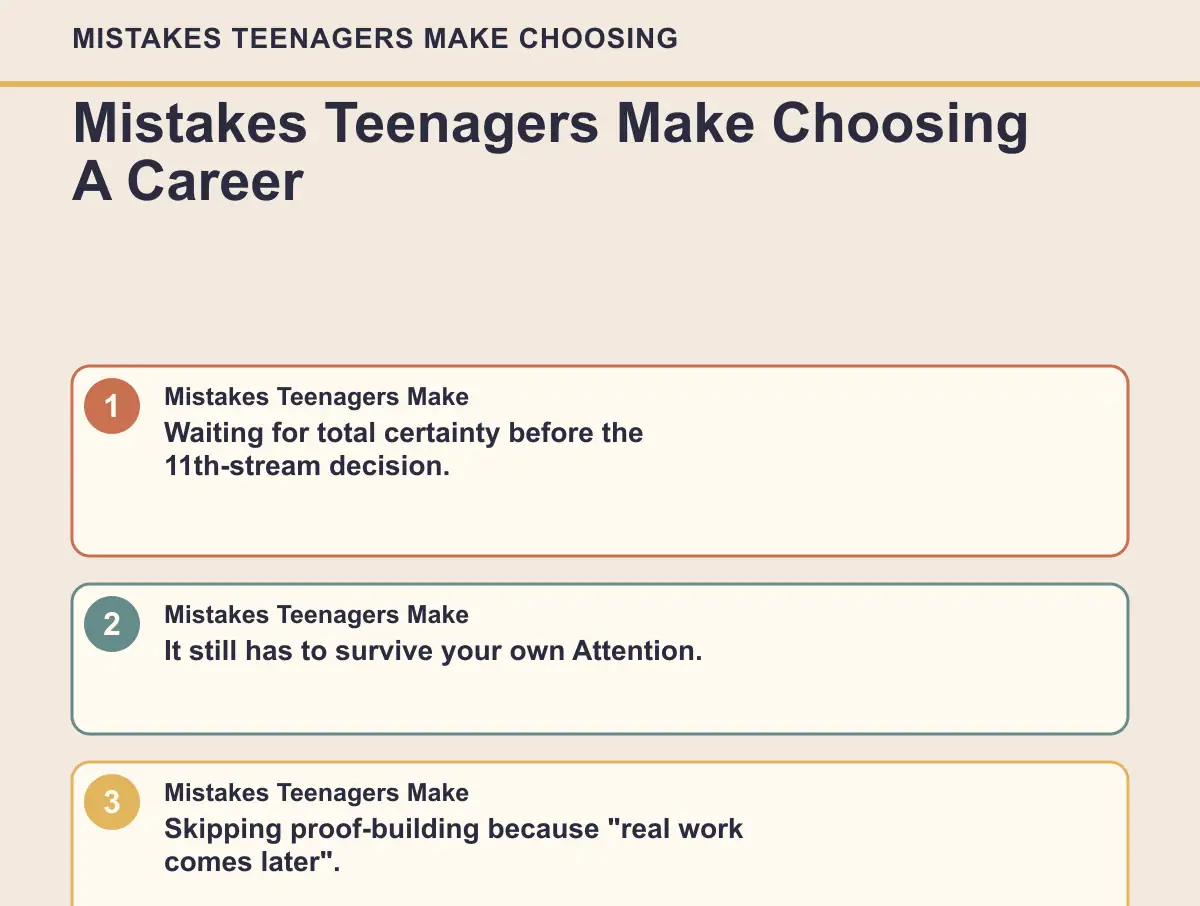 MISTAKES TEENAGERS MAKE CHOOSING
Mistakes Teenagers Make Choosing
A Career
1
Mistakes Teenagers Make
Waiting for total certainty before the
11th-stream decision.
2
Mistakes Teenagers Make
It still has to survive your own Attention.
3
Mistakes Teenagers Make
Skipping proof-building because "real work
comes later".